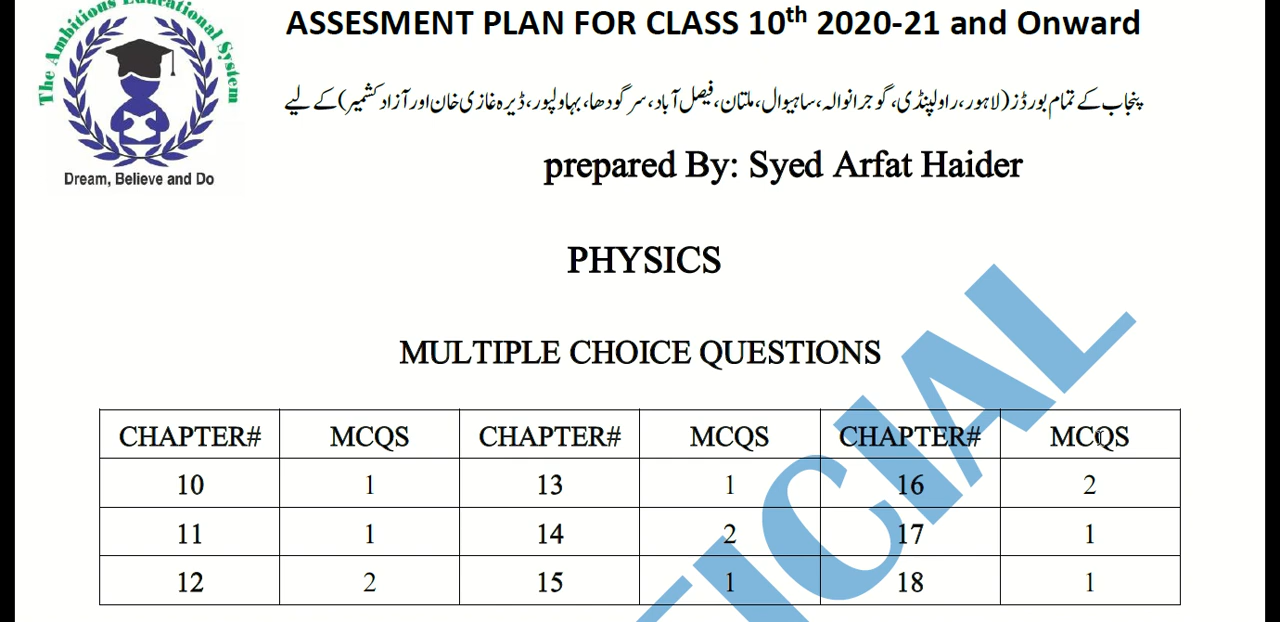 The Ambitious Educational System
Dream, Believe and Do
ASSESMENT PLAN FOR CLASS 10th 2020-21 and Onward
پنجاب کے تمام بورڈز(لاہور،راولپنڈی،گوجرانوالہ،ساہیوال،ملتان،فیصل آباد،سرگودھا،بہاولپور،ڈیرہ غازی خان اور آزاد کشمیر)کے لیے
prepared By: Syed Arfat Haider
PHYSICS
MULTIPLE CHOICE QUESTIONS
CHAPTER# MCQS CHAPTER# MCQS CHAPTER# MCQS
10 1 13 1 16 2
11 1 14 2 17 1
12 2 15 1 18 1